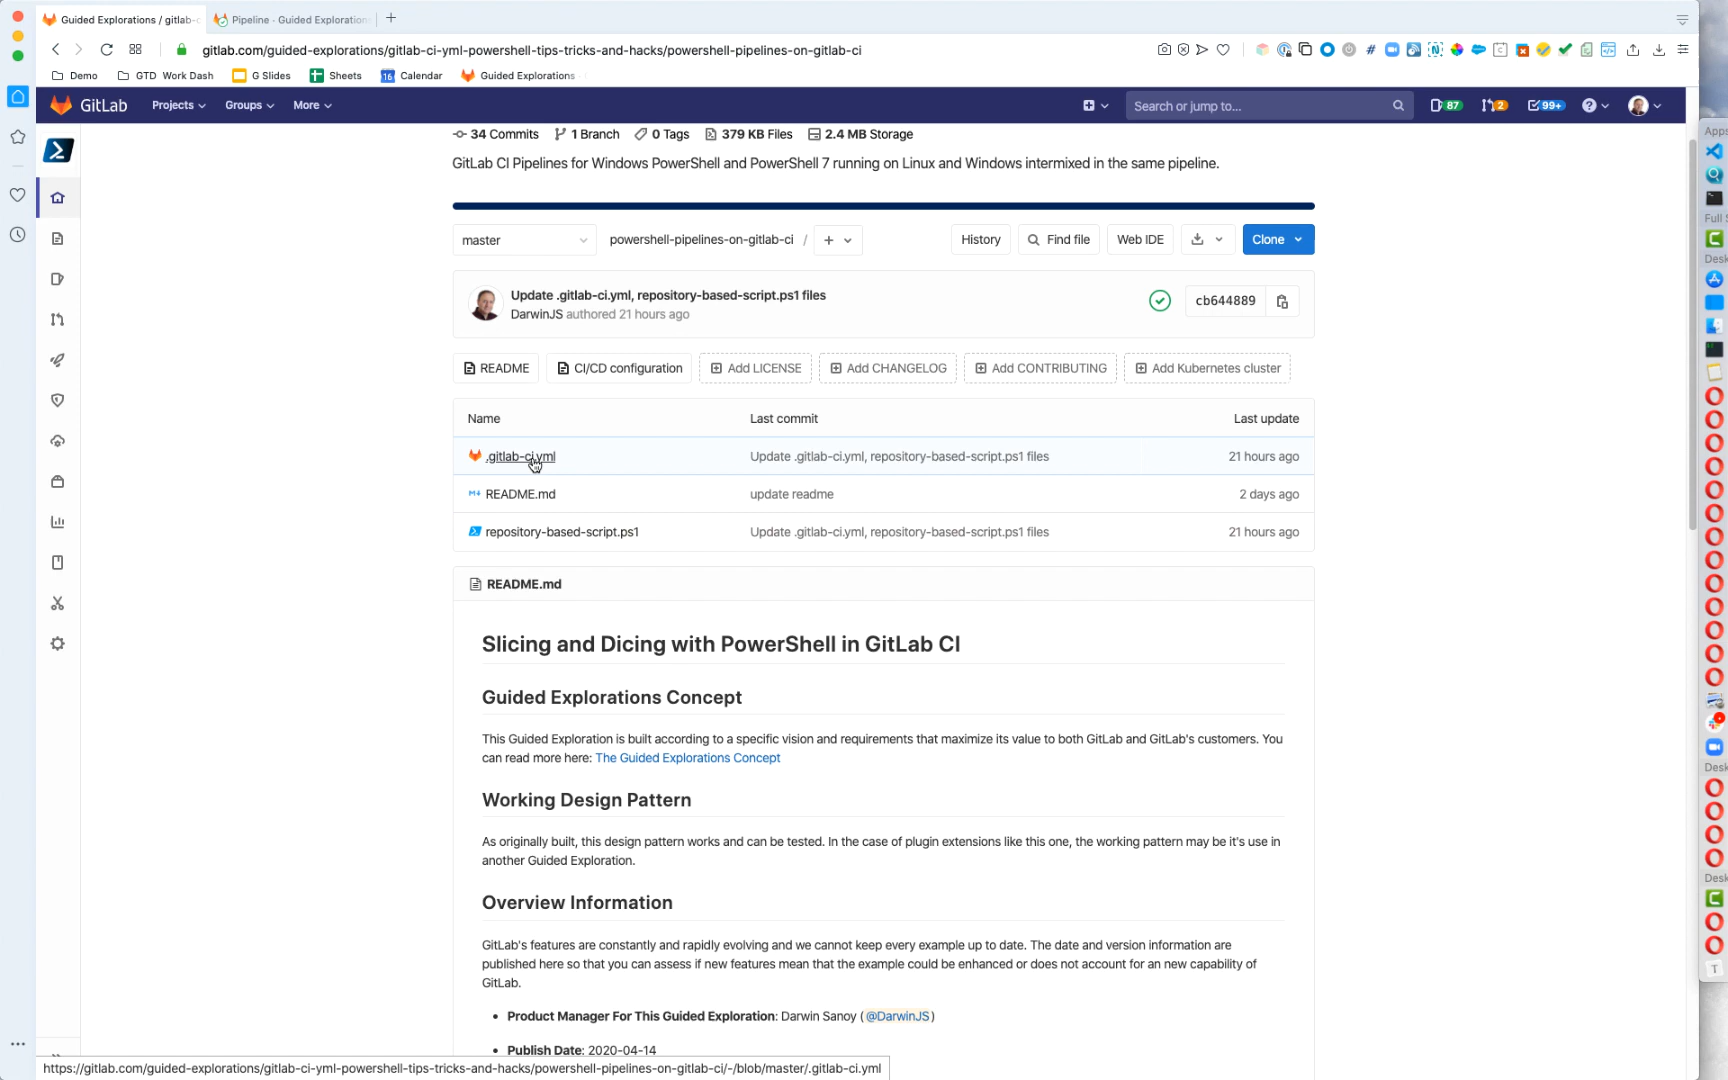 Guided Explorations / gitlab-c
Pipeline · Guided Explorations
gitlab.com/guided-explorations/gitlab-ci-yml-powershell-tips-tricks-and-hacks/powershell-pipelines-on-gitlab-ci
Demo
GTD Work Dash
G Slides
Sheets
16
Calendar
Guided Explorations
GitLab
Projects
Groups
More
Search or jump to...
87
2
99+
34 Commits
1 Branch
0 Tags
379 KB Files
2.4 MB Storage
GitLab CI Pipelines for Windows PowerShell and PowerShell 7 running on Linux and Windows intermixed in the same pipeline.
master
powershell-pipelines-on-gitlab-ci /
History
Find file
Web IDE
Clone
Update .gitlab-ci.yml, repository-based-script.ps1 files
DarwinJS authored 21 hours ago
cb644889
README
CI/CD configuration
Add LICENSE
Add CHANGELOG
Add CONTRIBUTING
Add Kubernetes cluster
Name
Last commit
Last update
.gitlab-ci.yml
Update .gitlab-ci.yml, repository-based-script.ps1 files
21 hours ago
README.md
update readme
2 days ago
repository-based-script.ps1
Update .gitlab-ci.yml, repository-based-script.ps1 files
21 hours ago
README.md
Slicing and Dicing with PowerShell in GitLab CI
Guided Explorations Concept
This Guided Exploration is built according to a specific vision and requirements that maximize its value to both GitLab and GitLab's customers. You
can read more here: The Guided Explorations Concept
Working Design Pattern
As originally built, this design pattern works and can be tested. In the case of plugin extensions like this one, the working pattern may be it's use in
another Guided Exploration.
Overview Information
GitLab's features are constantly and rapidly evolving and we cannot keep every example up to date. The date and version information are
published here so that you can assess if new features mean that the example could be enhanced or does not account for an new capability of
GitLab.
• Product Manager For This Guided Exploration: Darwin Sanoy ( @DarwinJS )
• Publish Date: 2020-04-14
https://gitlab.com/guided-explorations/gitlab-ci-yml-powershell-tips-tricks-and-hacks/powershell-pipelines-on-gitlab-ci/-/blob/master/.gitlab-ci.yml
Apps
Full S
Desk
Desk
Desk
T